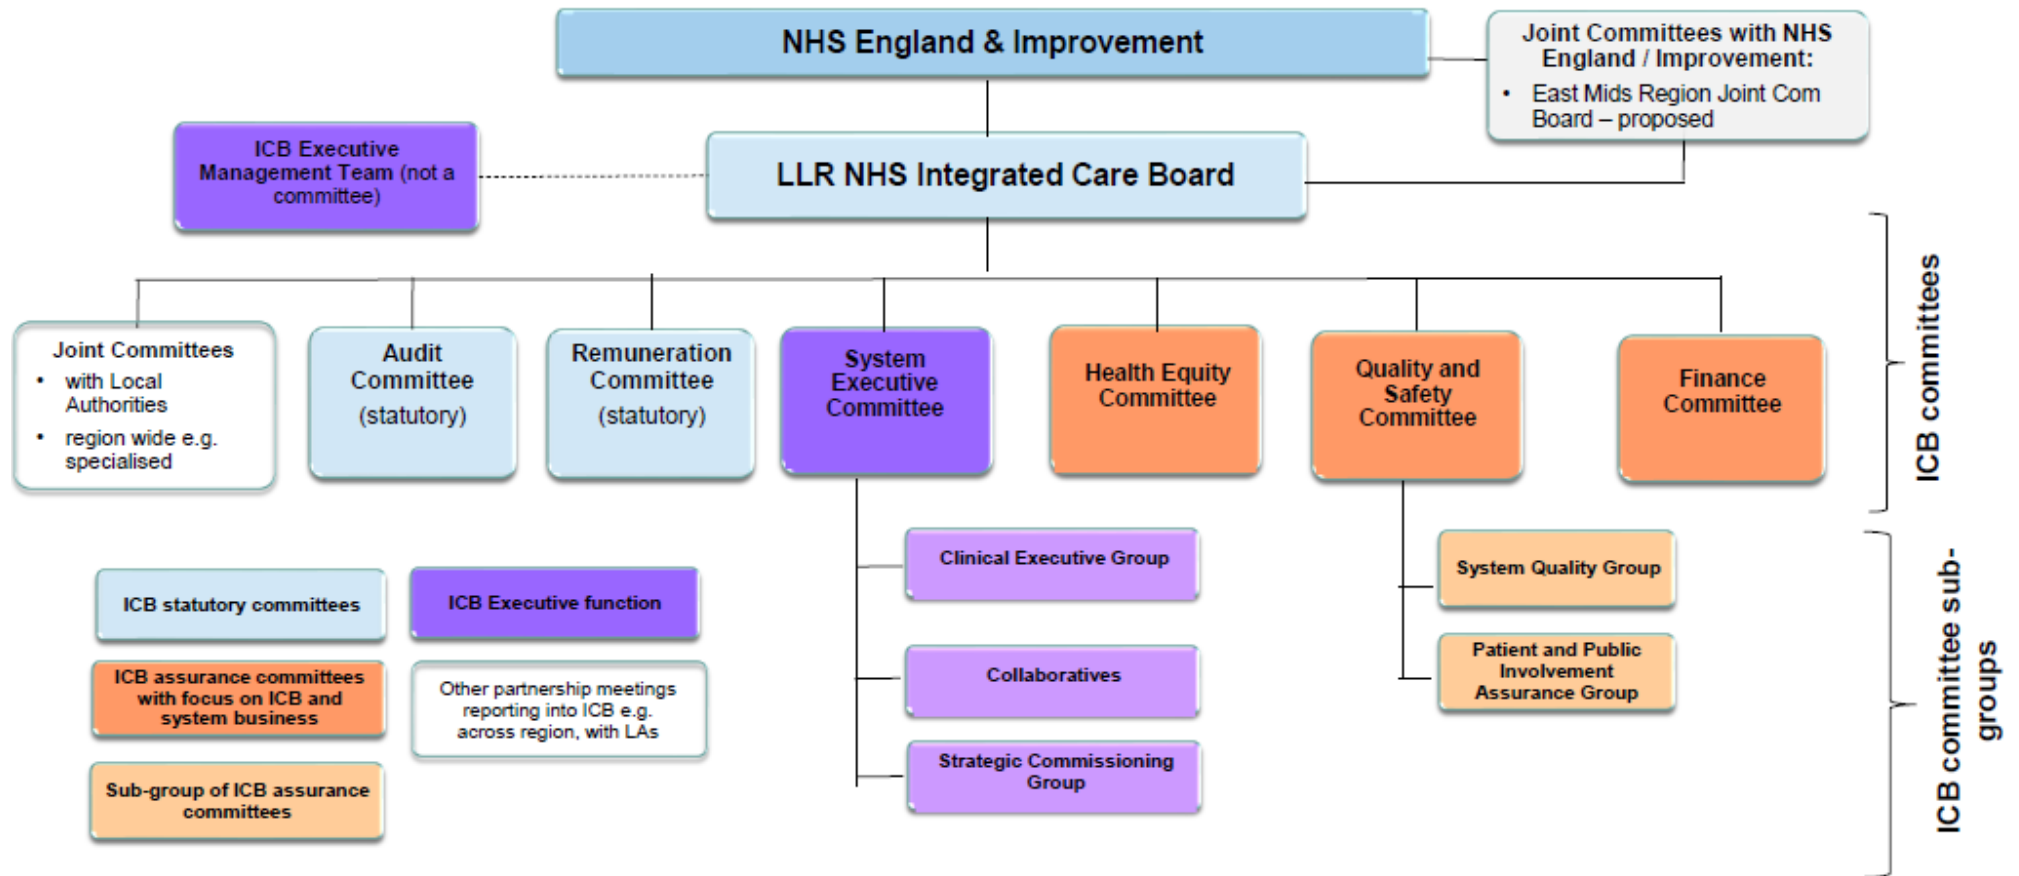 NHS England & Improvement
Joint Committees with NHS
England / Improvement:
• East Mids Region Joint Com
Board – proposed
ICB Executive
Management Team (not a
committee)
LLR NHS Integrated Care Board
Joint Committees
• with Local
Authorities
• region wide e.g.
specialised
Audit
Committee
(statutory)
Remuneration
Committee
(statutory)
System
Executive
Committee
Health Equity
Committee
Quality and
Safety
Committee
Finance
Committee
ICB committees
Clinical Executive Group
Collaboratives
Strategic Commissioning
Group
System Quality Group
Patient and Public
Involvement
Assurance Group
ICB committee sub-
groups
ICB statutory committees
ICB Executive function
ICB assurance committees
with focus on ICB and
system business
Other partnership meetings
reporting into ICB e.g.
across region, with LAs
Sub-group of ICB assurance
committees